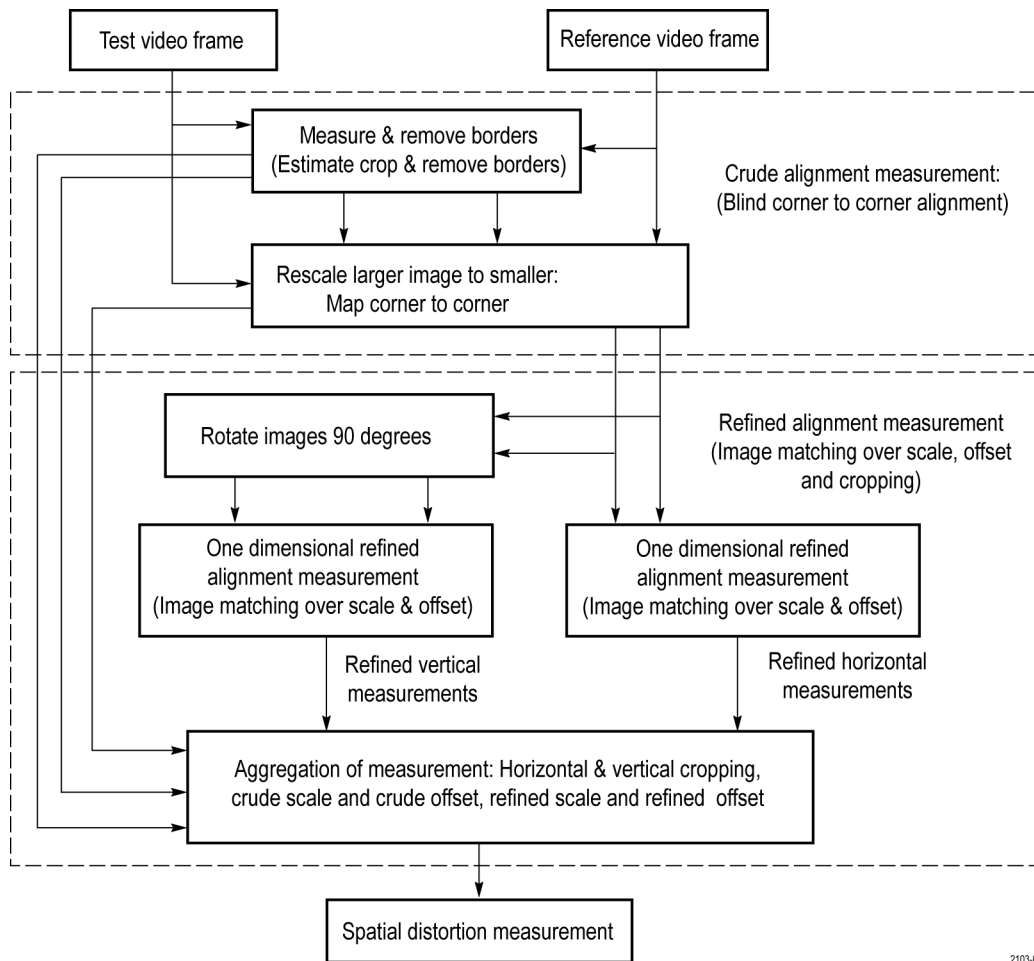 Test video frame
Reference video frame
Measure & remove borders
(Estimate crop & remove borders)
Crude alignment measurement:
(Blind corner to corner alignment)
Rescale larger image to smaller:
Map corner to corner
Rotate images 90 degrees
Refined alignment measurement
(Image matching over scale, offset
and cropping)
One dimensional refined
alignment measurement
(Image matching over scale & offset)
One dimensional refined
alignment measurement
(Image matching over scale & offset)
Refined vertical
measurements
Refined horizontal
measurements
Aggregation of measurement: Horizontal & vertical cropping,
crude scale and crude offset, refined scale and refined offset
Spatial distortion measurement